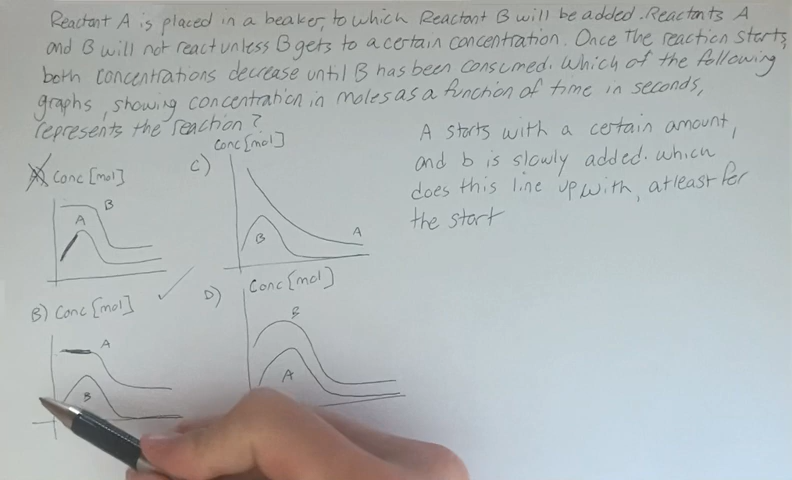 Reactant A is placed in a beaker, to which Reactant B will be added. Reactants A
and B will not react unless B gets to a certain concentration. Once the reaction starts,
both concentrations decrease until B has been consumed. Which of the following
graphs, showing concentration in moles as a function of time in seconds,
represents the reaction?
A starts with a certain amount,
and b is slowly added. which
does this line up with, atleast for
the start
A) Conc [mol]
B
A
C) Conc [mol]
B
A
B) Conc [mol]
A
B
D) Conc [mol]
B
A